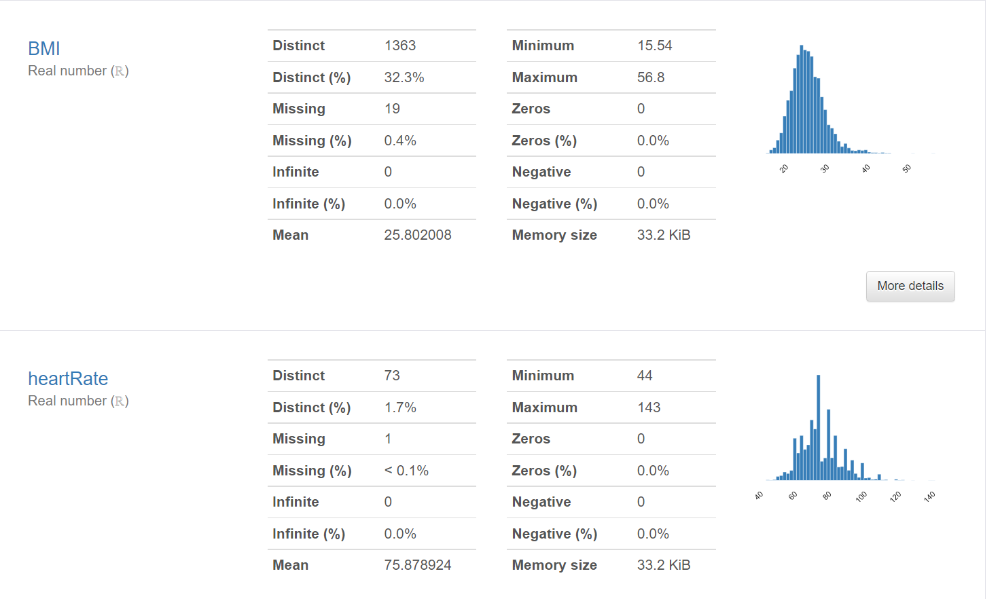 BMI
Real number (ℝ)
Distinct 1363
Distinct (%) 32.3%
Missing 19
Missing (%) 0.4%
Infinite 0
Infinite (%) 0.0%
Mean 25.802008
Minimum 15.54
Maximum 56.8
Zeros 0
Zeros (%) 0.0%
Negative 0
Negative (%) 0.0%
Memory size 33.2 KiB
20 30 40 50
More details
heartRate
Real number (ℝ)
Distinct 73
Distinct (%) 1.7%
Missing 1
Missing (%) < 0.1%
Infinite 0
Infinite (%) 0.0%
Mean 75.878924
Minimum 44
Maximum 143
Zeros 0
Zeros (%) 0.0%
Negative 0
Negative (%) 0.0%
Memory size 33.2 KiB
40 60 80 100 120 140